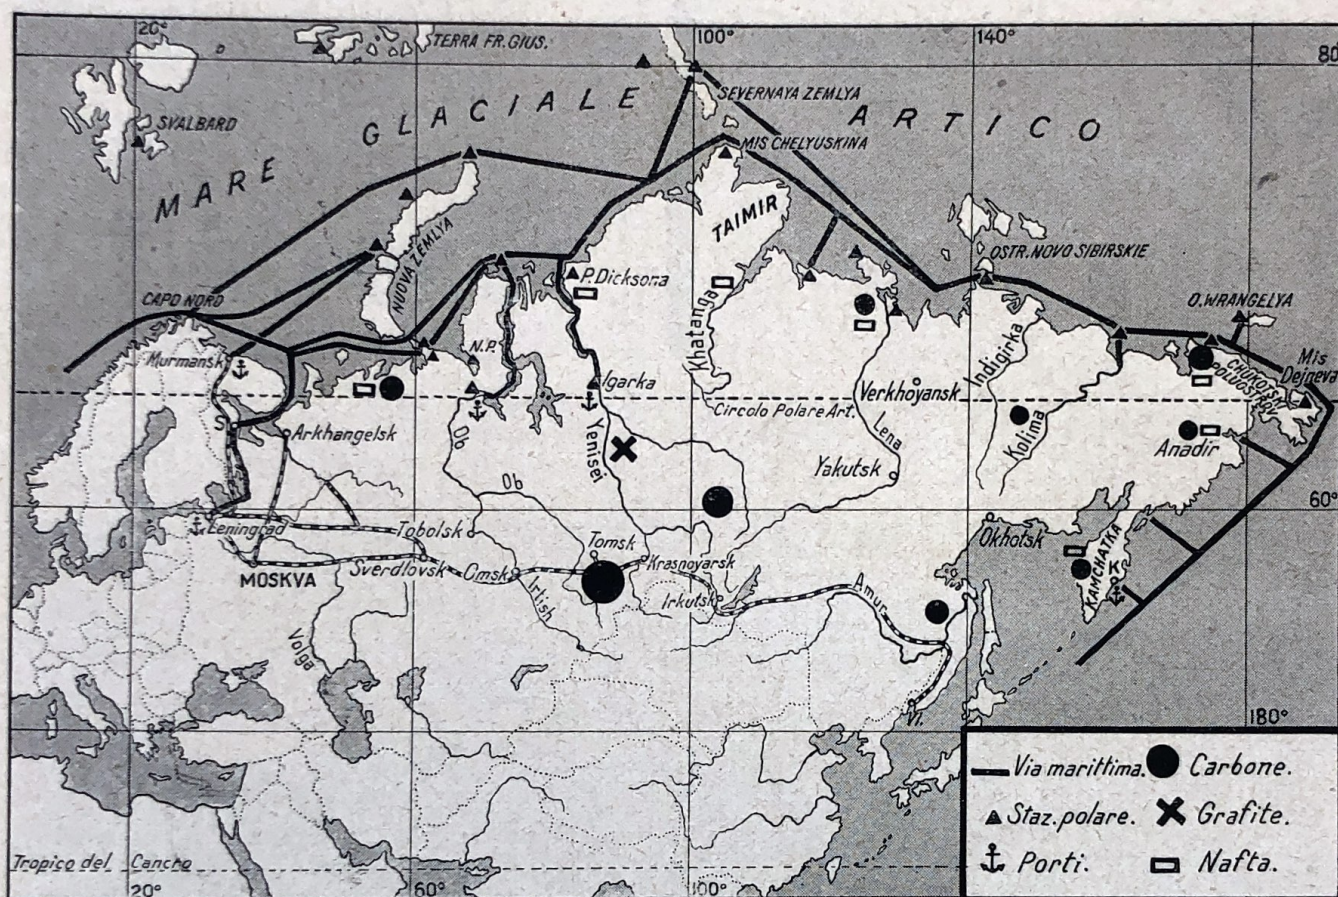 20°
TERRA FR. GIUS.
100°
140°
80
SEVERNAYA ZEMLYA
SVALBARD
MARE GLACIALE ARTICO
MIS CHELYUSKINA
TAIMIR
NUOVA ZEMLYA
OSTR. NOVO SIBIRSKIE
P. Dicksona
CAPO NORD
O. WRANGELYA
Khatanga
Indigirka
Murmansk
N.P.
Mis
Dejneva
CHUKOTSKI
POLUOSTROV
Igarka
Verkhoyansk
Circolo Polare Art.
S.
Arkhangelsk
Ob
Yenisei
Lena
Kolima
Anadir
Yakutsk
Ob
60°
Leningrad
Tobolsk
Okhotsk
Tomsk
KAMCHATKA
MOSKVA
Sverdlovsk
Omsk
Krasnoyarsk
K
Irtish
Irkutsk
Amur
Volga
Vl.
180°
Via marittima.
Carbone.
Staz. polare.
Grafite.
Porti.
Nafta.
Tropico del Cancro
20°
60°
100°